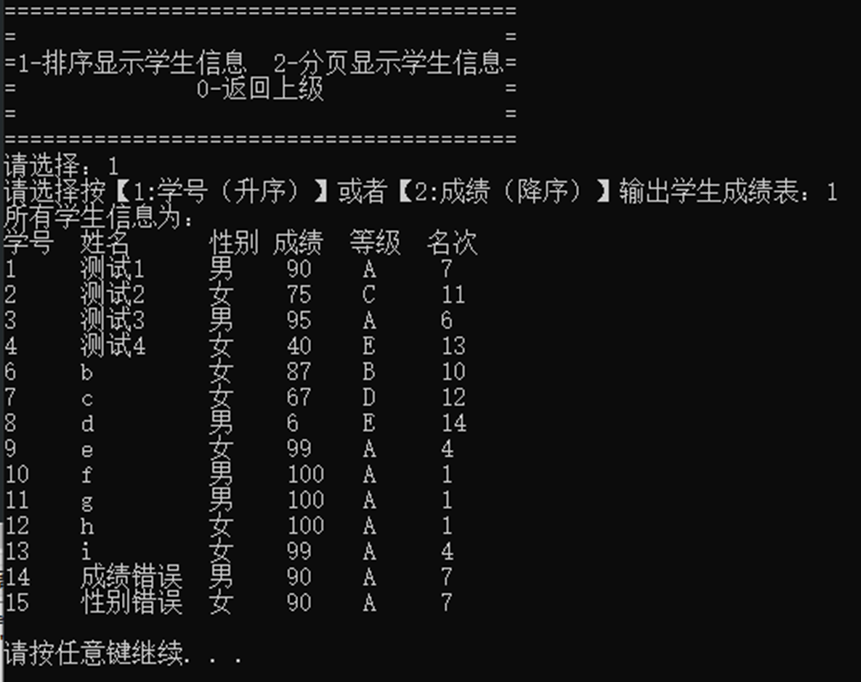 ========================================
=                                      =
=1-排序显示学生信息  2-分页显示学生信息=
=              0-返回上级              =
=                                      =
========================================
请选择：1
请选择按【1:学号（升序）】或者【2:成绩（降序）】输出学生成绩表：1
所有学生信息为：
学号  姓名      性别 成绩  等级  名次
1     测试1     男    90    A     7
2     测试2     女    75    C     11
3     测试3     男    95    A     6
4     测试4     女    40    E     13
6     b         女    87    B     10
7     c         女    67    D     12
8     d         男    6     E     14
9     e         女    99    A     4
10    f         男    100   A     1
11    g         男    100   A     1
12    h         女    100   A     1
13    i         女    99    A     4
14    成绩错误  男    90    A     7
15    性别错误  女    90    A     7
请按任意键继续. . .